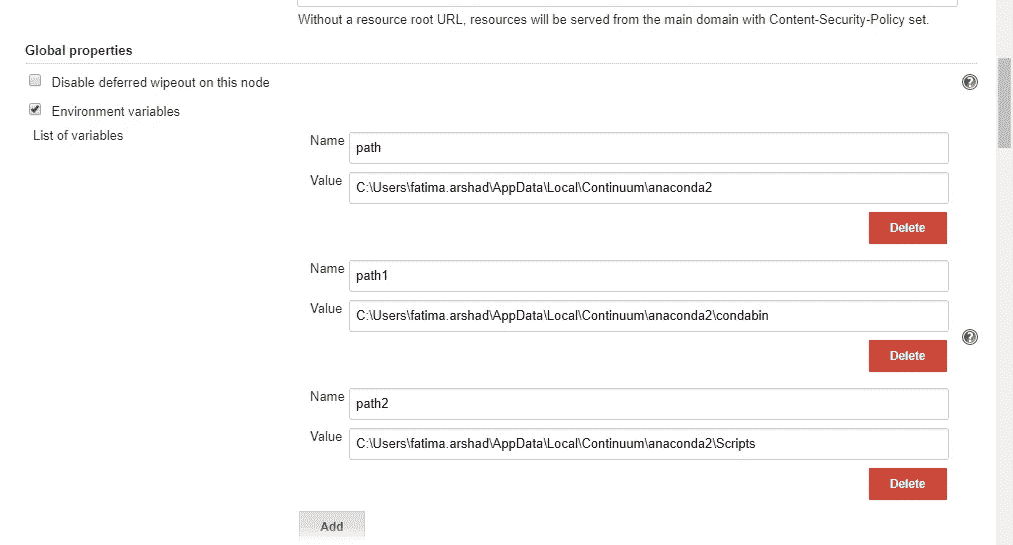 Without a resource root URL, resources will be served from the main domain with Content-Security-Policy set.
Global properties
Disable deferred wipeout on this node
Environment variables
List of variables
Name path
Value C:\Users\fatima.arshad\AppData\Local\Continuum\anaconda2
Delete
Name path1
Value C:\Users\fatima.arshad\AppData\Local\Continuum\anaconda2\condabin
Delete
Name path2
Value C:\Users\fatima.arshad\AppData\Local\Continuum\anaconda2\Scripts
Delete
Add